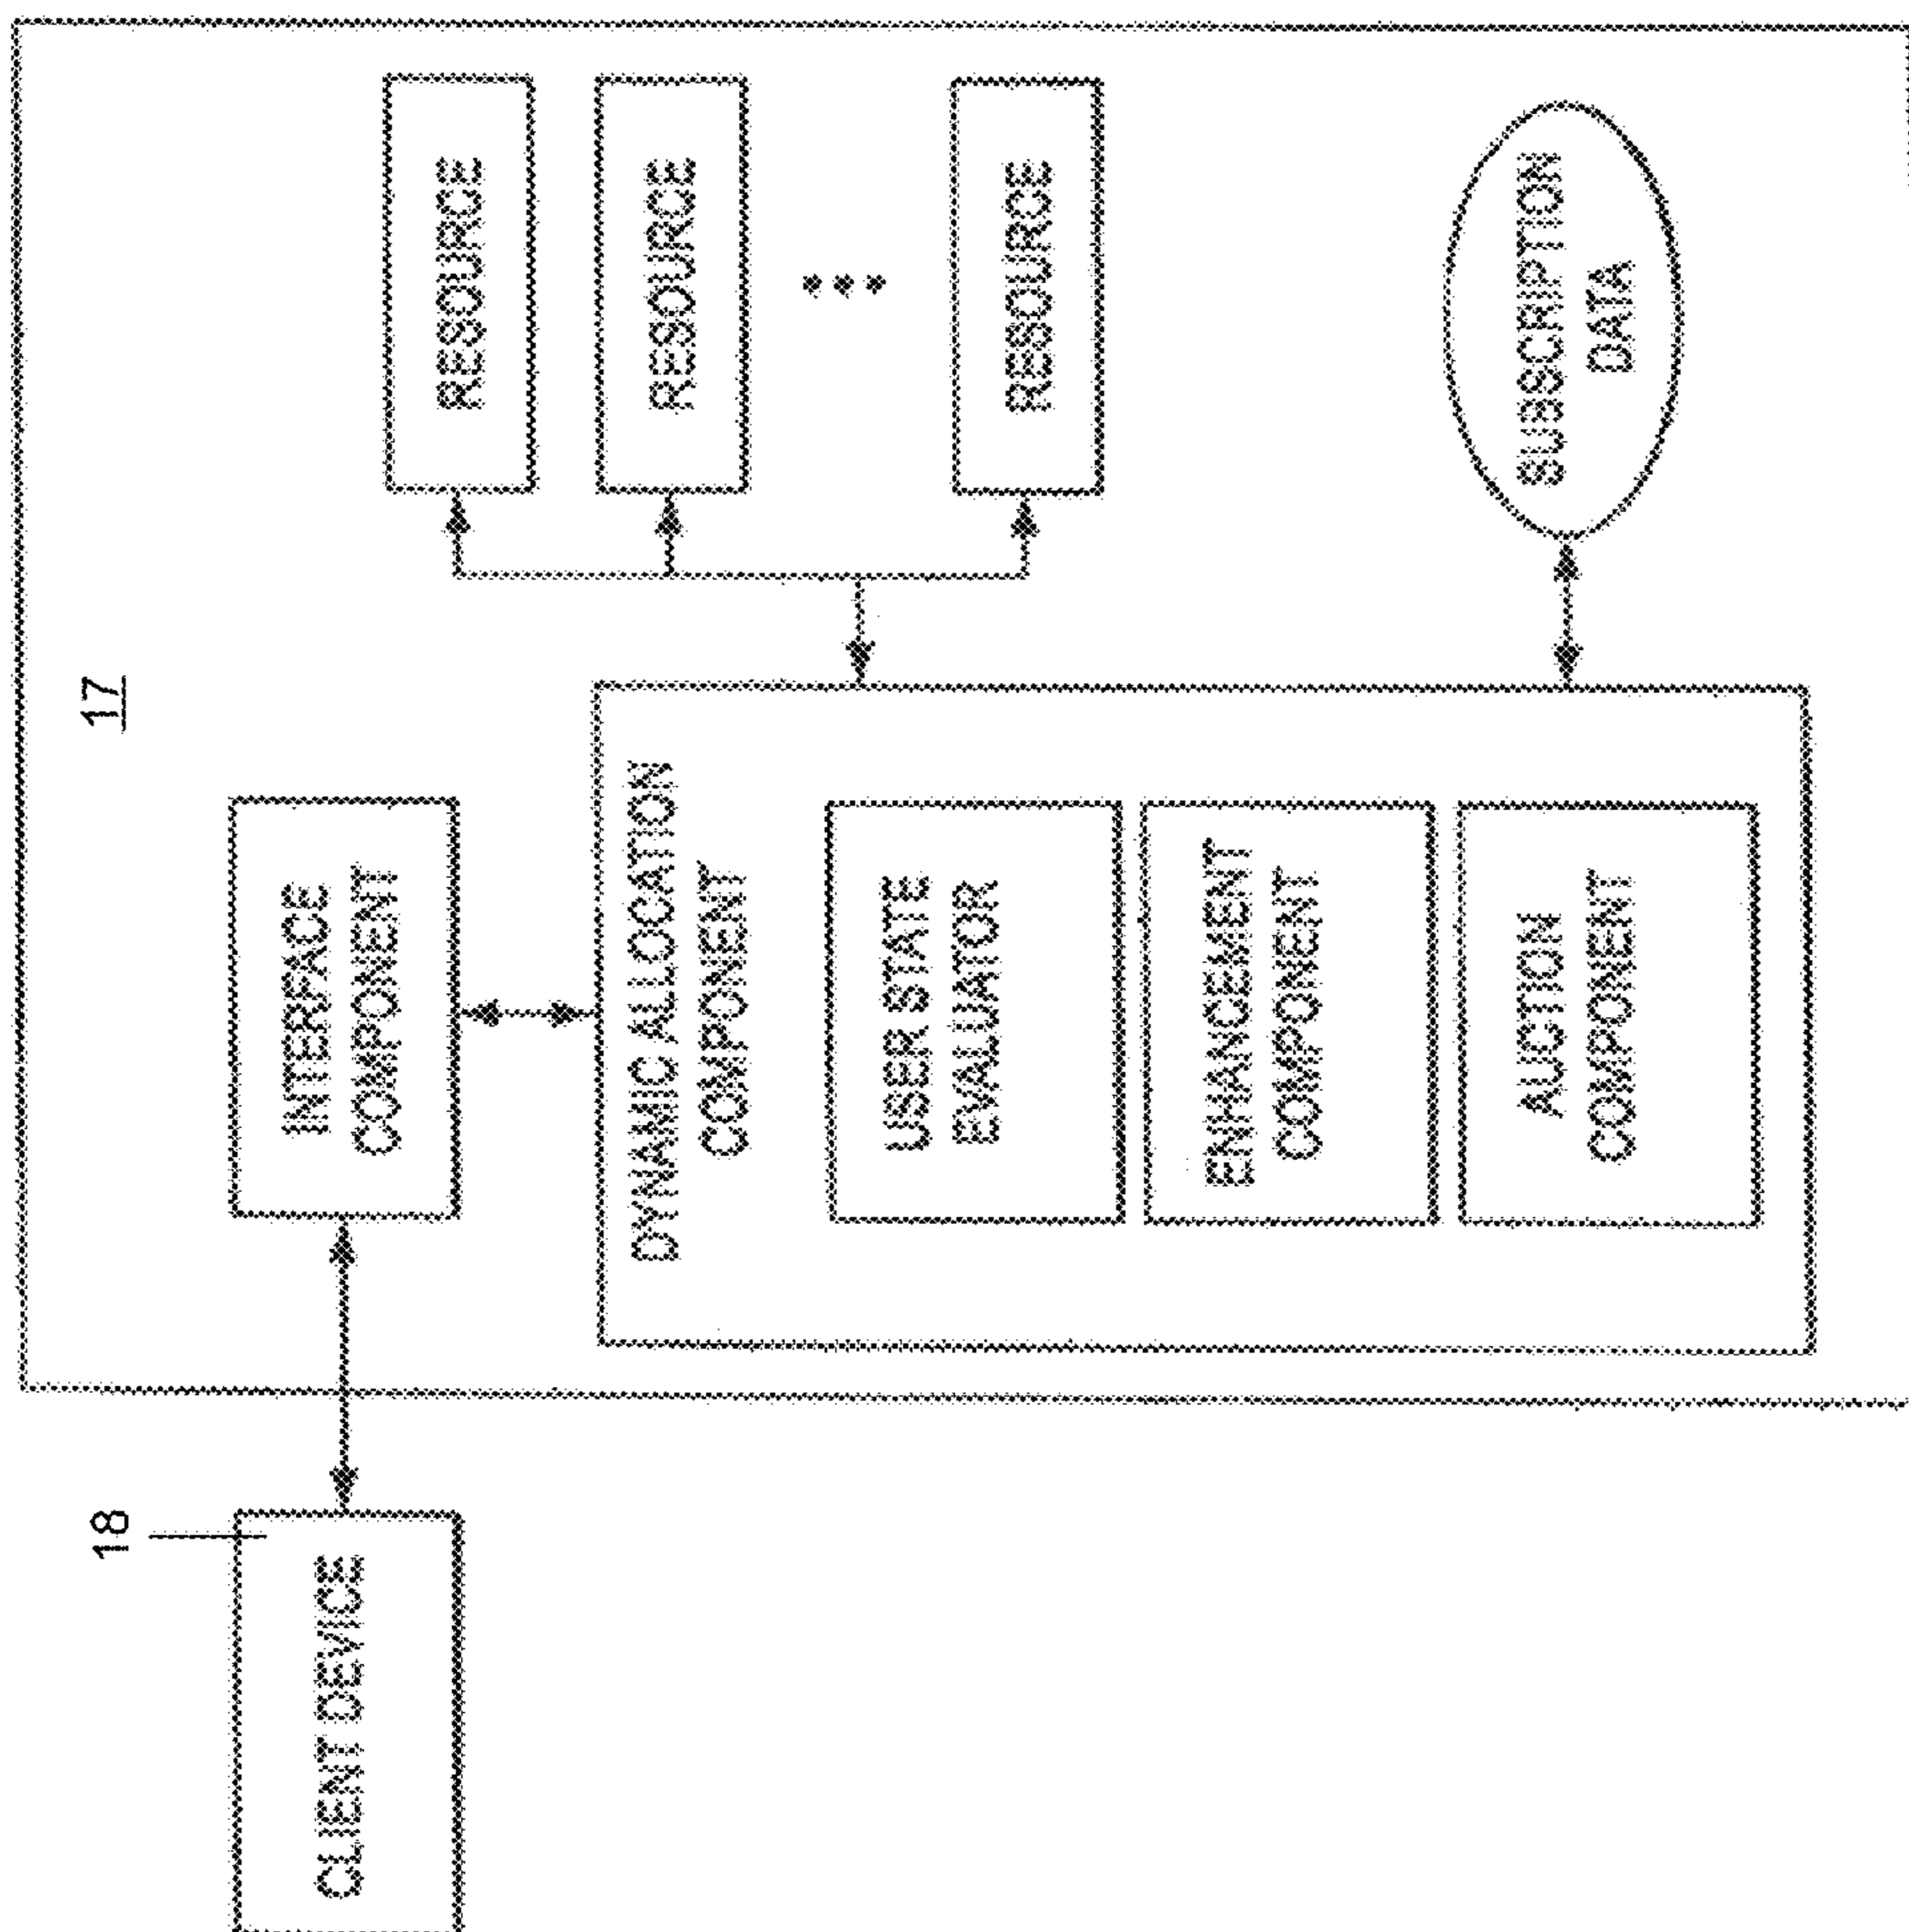 17
18
CLIENT DEVICE
INTERFACE
COMPONENT
RESOURCE
RESOURCE
RESOURCE
DYNAMIC ALLOCATION
COMPONENT
USER STATE
EVALUATOR
ENHANCEMENT
COMPONENT
AUCTION
COMPONENT
SUBSCRIPTION
DATA